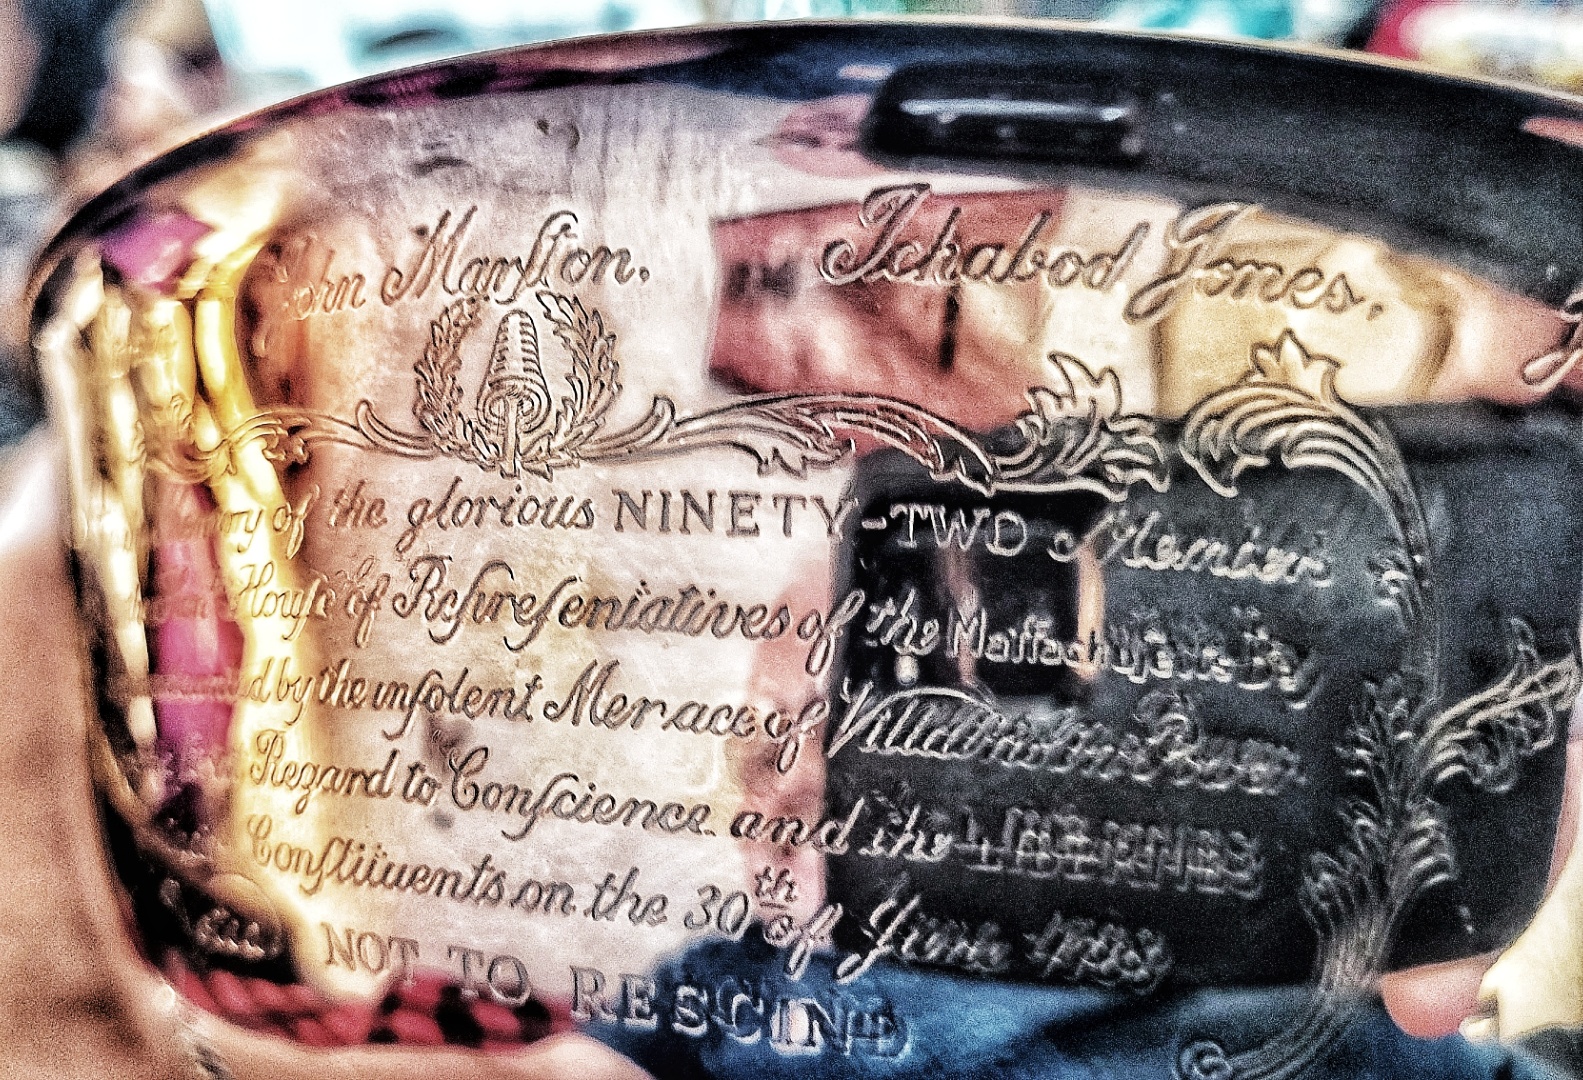 John Marſton. Ichabod Jones,
of the glorious NINETY-TWO Members
Houſe of Repreſentatives of the Maſſachuſetts Bay
by the inſolent Menace of Villains in Power
Regard to Conſcience and the LIBERTIES
Conſtituents on the 30th of June 1768
NOT TO RESCIND